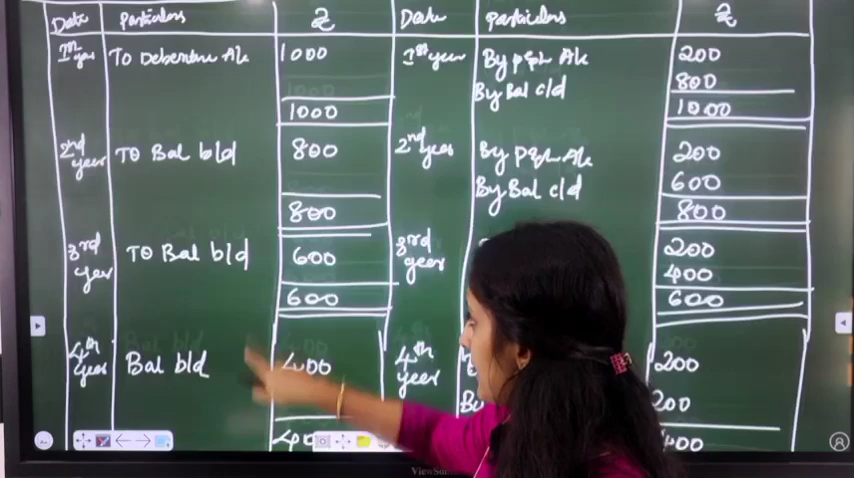 Date Particulars ₹ Date Particulars ₹
1st year To Debenture A/c 1000 1st year By P&L A/c 200
By Bal c/d 800
1000 1000
2nd year To Bal b/d 800 2nd year By P&L A/c 200
By Bal c/d 600
800 800
3rd year To Bal b/d 600 3rd year 200
400
600 600
4th year Bal b/d 400 4th year 200
200
400
ViewSonic